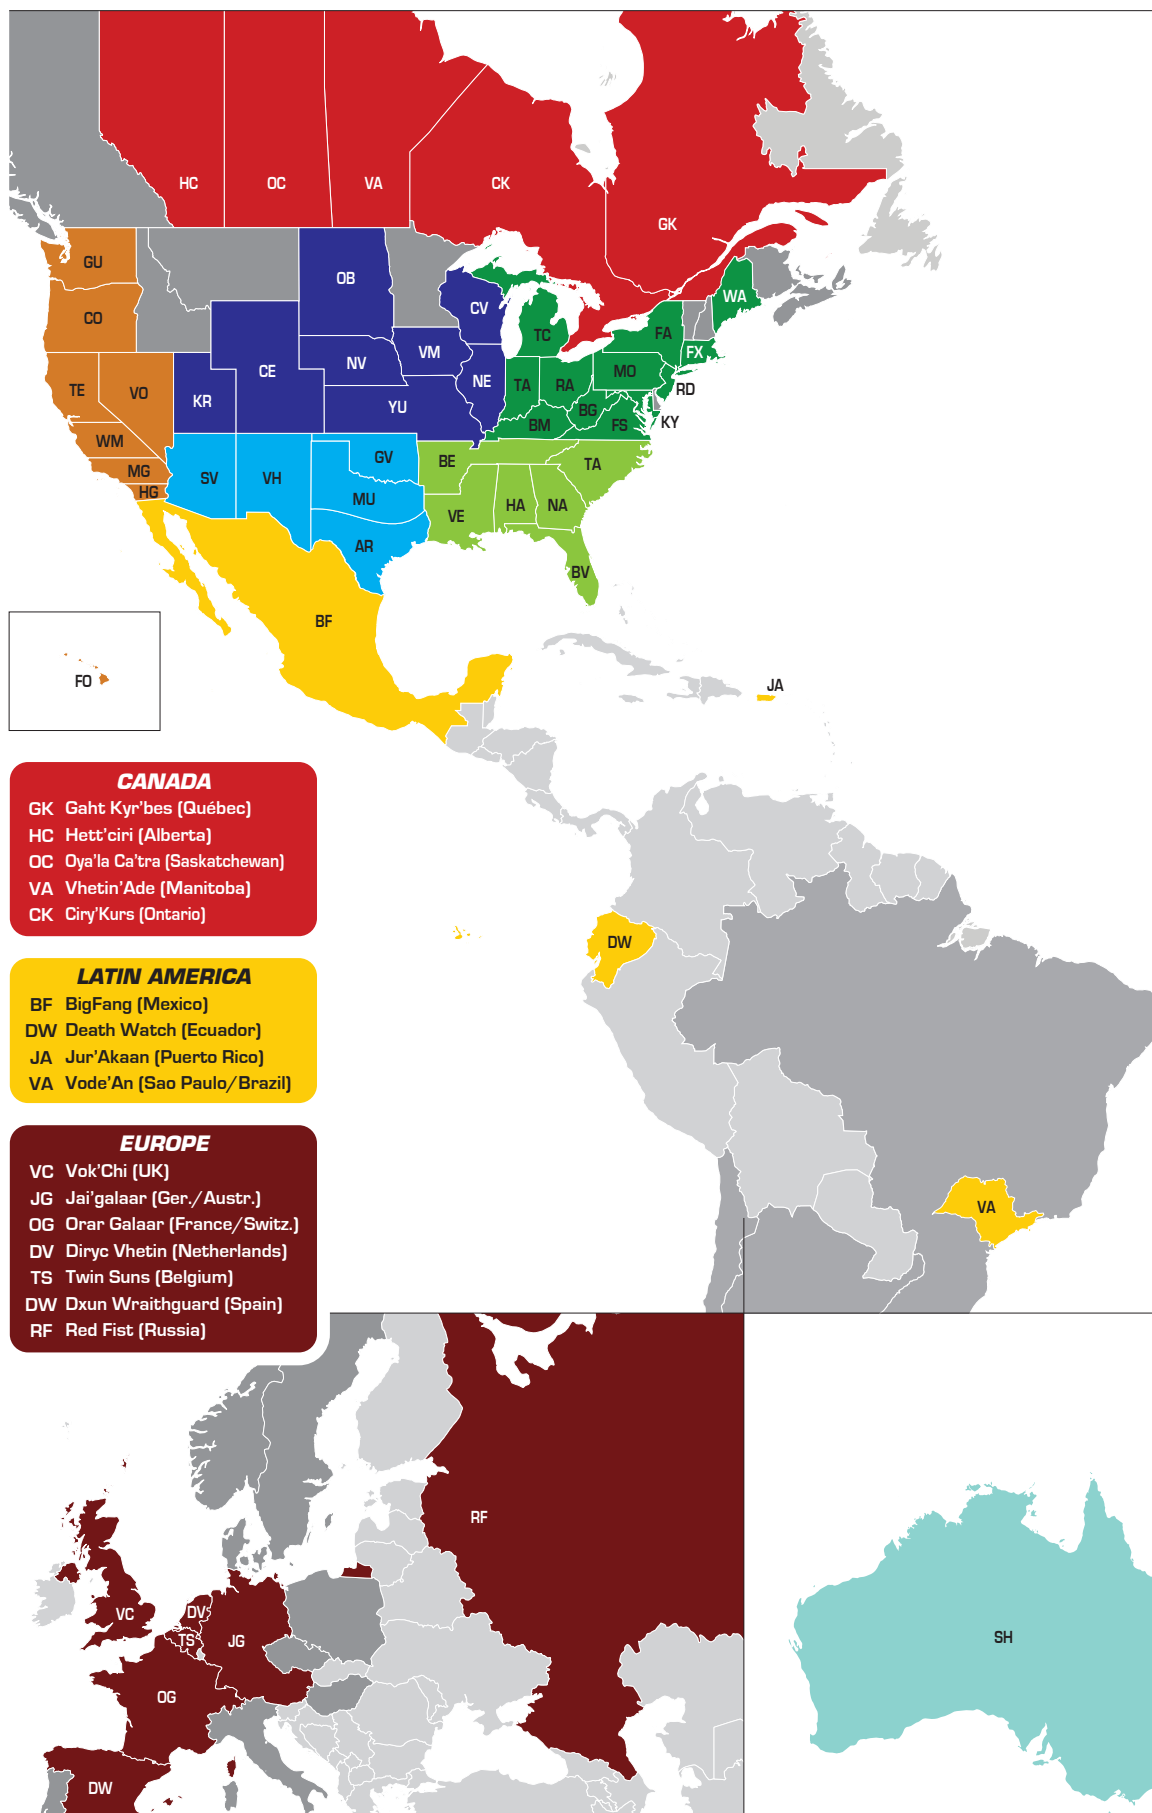 HC
OC
VA
CK
GK
GU
CO
OB
CV
WA
TC
FA
FX
TE
VO
KR
CE
NV
VM
YU
NE
TA
RA
MO
RD
BG
BM
FS
KY
WM
MG
HG
SV
VH
GV
MU
AR
BE
TA
VE
HA
NA
BV
BF
FO
JA
CANADA
GK Gaht Kyr'bes (Québec)
HC Hett'ciri (Alberta)
OC Oya'la Ca'tra (Saskatchewan)
VA Vhetin'Ade (Manitoba)
CK Ciry'Kurs (Ontario)
DW
LATIN AMERICA
BF BigFang (Mexico)
DW Death Watch (Ecuador)
JA Jur'Akaan (Puerto Rico)
VA Vode'An (Sao Paulo/Brazil)
VA
EUROPE
VC Vok'Chi (UK)
JG Jai'galaar (Ger./Austr.)
OG Orar Galaar (France/Switz.)
DV Diryc Vhetin (Netherlands)
TS Twin Suns (Belgium)
DW Dxun Wraithguard (Spain)
RF Red Fist (Russia)
RF
VC
DV
TS
JG
OG
DW
SH